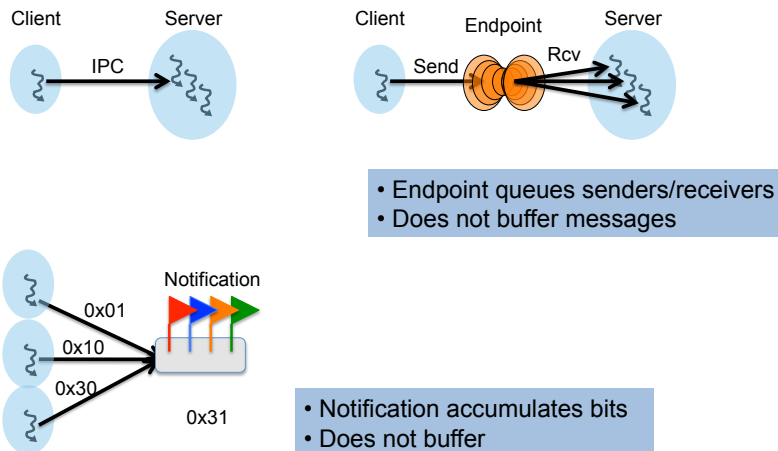 Client
Server
IPC
Client
Endpoint
Server
Send
Rcv
• Endpoint queues senders/receivers
• Does not buffer messages
Notification
0x01
0x10
0x30
0x31
• Notification accumulates bits
• Does not buffer